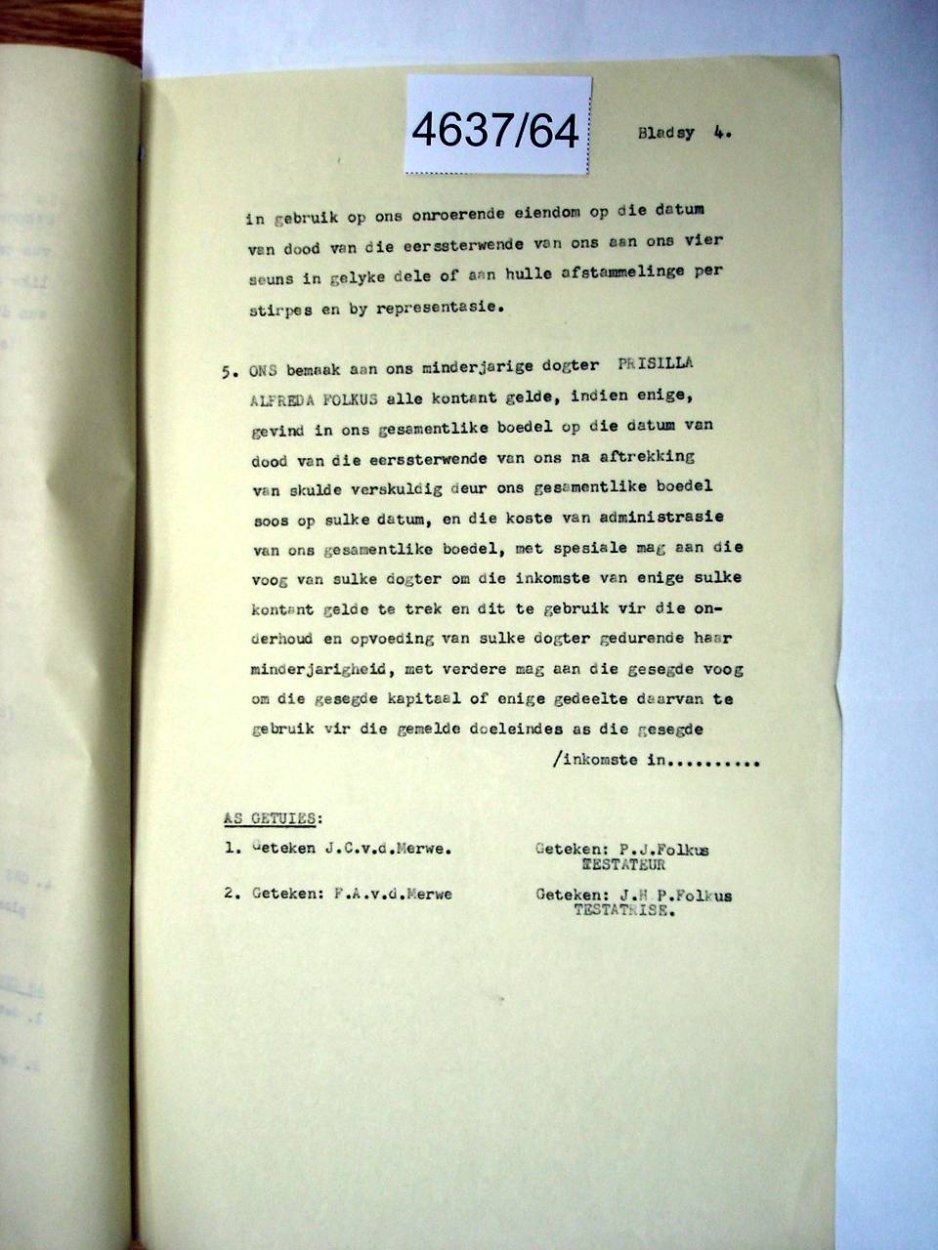 4637/64
Bladsy 4.
in gebruik op ons onroerende eiendom op die datum
van dood van die eerssterwende van ons aan ons vier
seuns in gelyke dele of aan hulle afstammelinge per
stirpes en by representasie.
5. ONS bemaak aan ons minderjarige dogter PRISILLA
ALFREDA FOLKUS alle kontant gelde, indien enige,
gevind in ons gesamentlike boedel op die datum van
dood van die eerssterwende van ons na aftrekking
van skulde verskuldig deur ons gesamentlike boedel
soos op sulke datum, en die koste van administrasie
van ons gesamentlike boedel, met spesiale mag aan die
voog van sulke dogter om die inkomste van enige sulke
kontant gelde te trek en dit te gebruik vir die on-
derhoud en opvoeding van sulke dogter gedurende haar
minderjarigheid, met verdere mag aan die gesegde voog
om die gesegde kapitaal of enige gedeelte daarvan te
gebruik vir die gemelde doeleindes as die gesegde
/inkomste in..........
AS GETUIES:
1. Geteken J.C.v.d.Merwe. Geteken: P.J.Folkus
TESTATEUR
2. Geteken: F.A.v.d.Merwe Geteken: J.H P.Folkus
TESTATRISE.